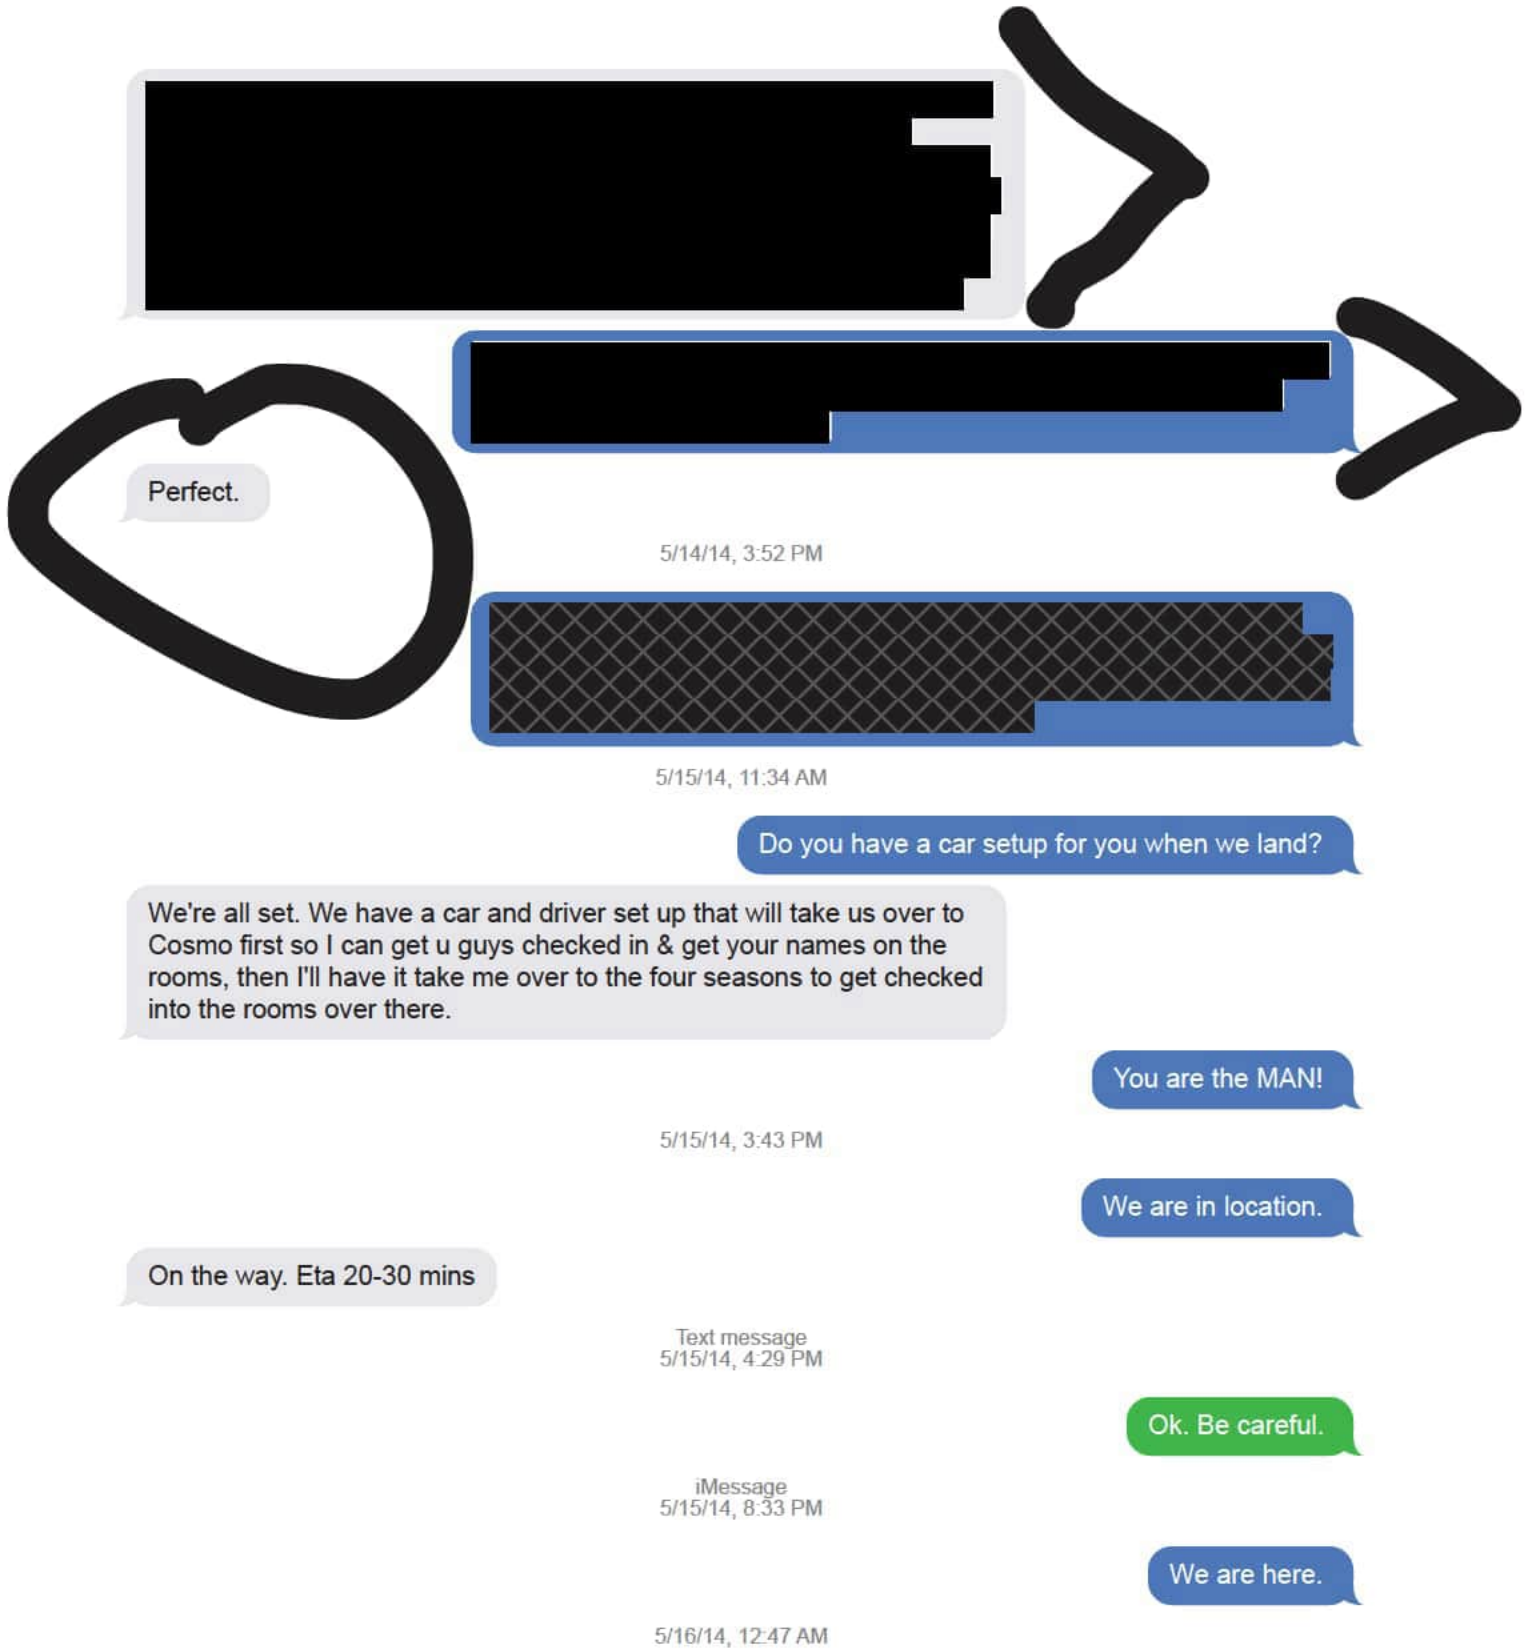 Perfect.
5/14/14, 3:52 PM
5/15/14, 11:34 AM
Do you have a car setup for you when we land?
We're all set. We have a car and driver set up that will take us over to
Cosmo first so I can get u guys checked in & get your names on the
rooms, then I'll have it take me over to the four seasons to get checked
into the rooms over there.
You are the MAN!
5/15/14, 3:43 PM
We are in location.
On the way. Eta 20-30 mins
Text message
5/15/14, 4:29 PM
Ok. Be careful.
iMessage
5/15/14, 8:33 PM
We are here.
5/16/14, 12:47 AM